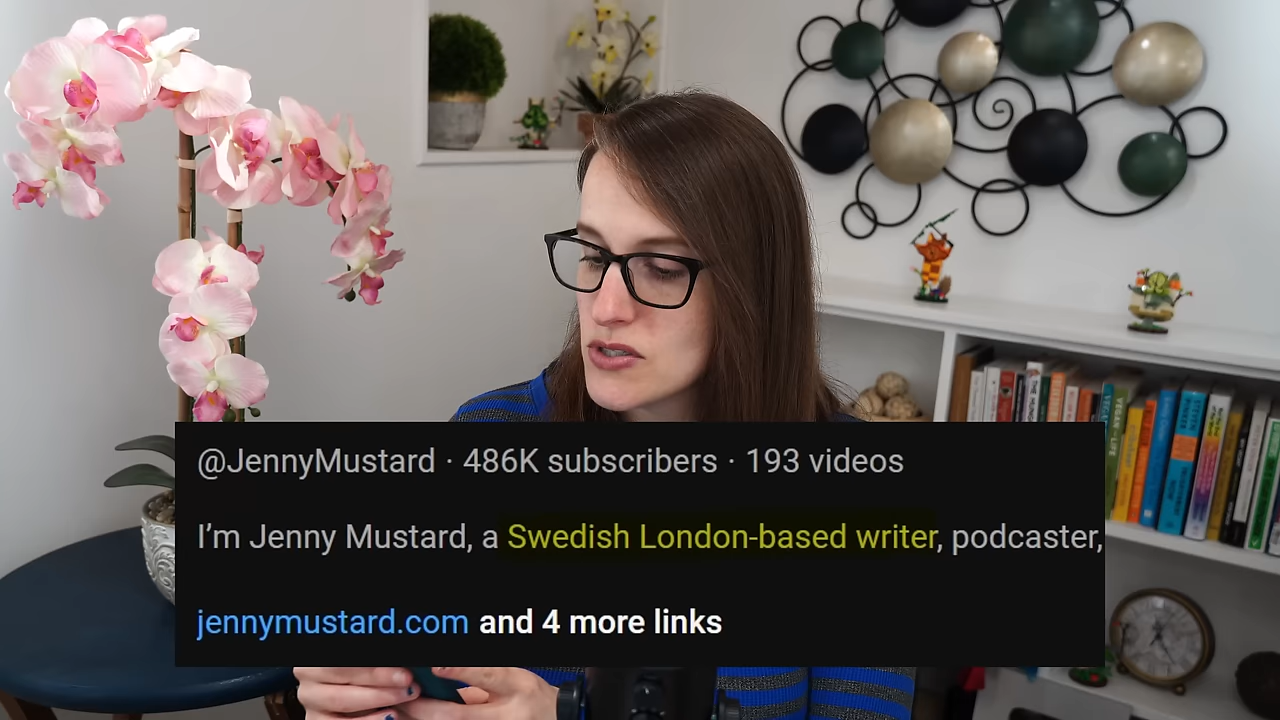 @JennyMustard · 486K subscribers · 193 videos
I’m Jenny Mustard, a Swedish London-based writer, podcaster,
jennymustard.com and 4 more links